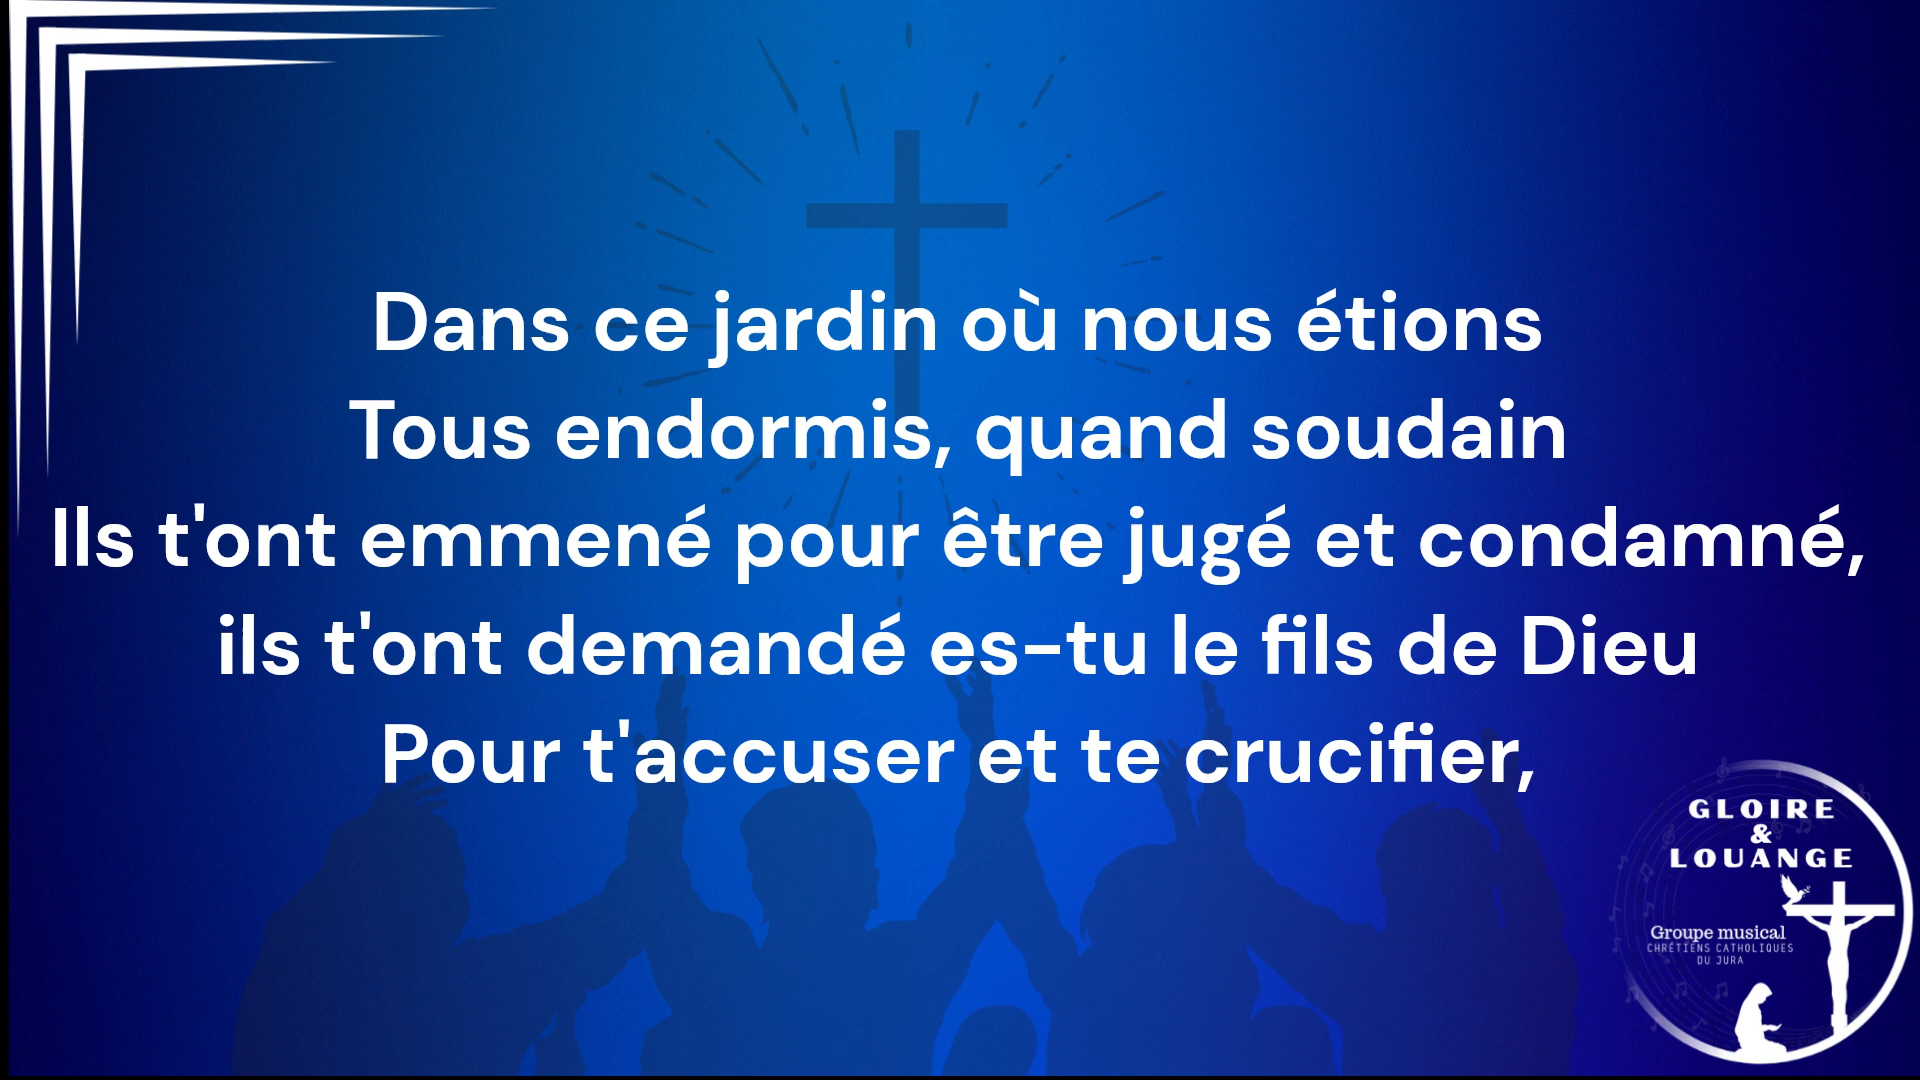 Dans ce jardin où nous étions
Tous endormis, quand soudain
Ils t'ont emmené pour être jugé et condamné,
ils t'ont demandé es-tu le fils de Dieu
Pour t'accuser et te crucifier,
GLOIRE
&
LOUANGE
Groupe musical
CHRÉTIENS CATHOLIQUES
DU JURA